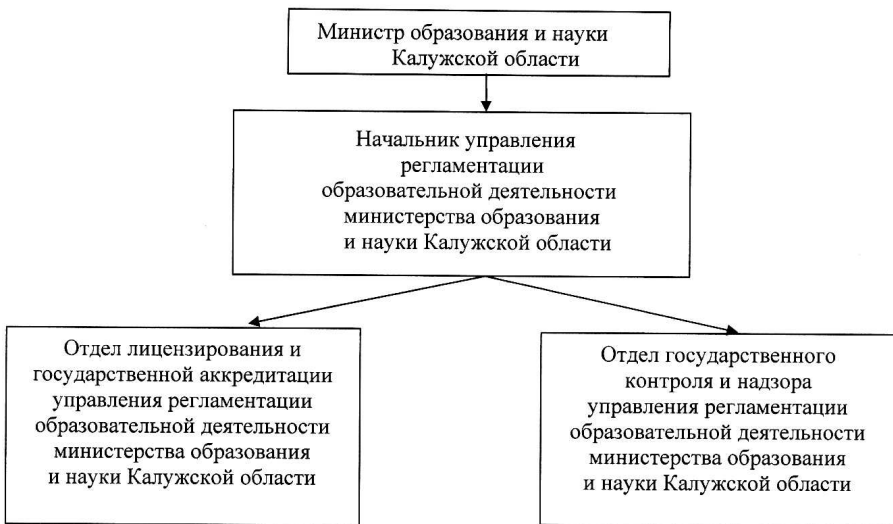 Министр образования и науки
Калужской области
Начальник управления
регламентации
образовательной деятельности
министерства образования
и науки Калужской области
Отдел лицензирования и
государственной аккредитации
управления регламентации
образовательной деятельности
министерства образования
и науки Калужской области
Отдел государственного
контроля и надзора
управления регламентации
образовательной деятельности
министерства образования
и науки Калужской области